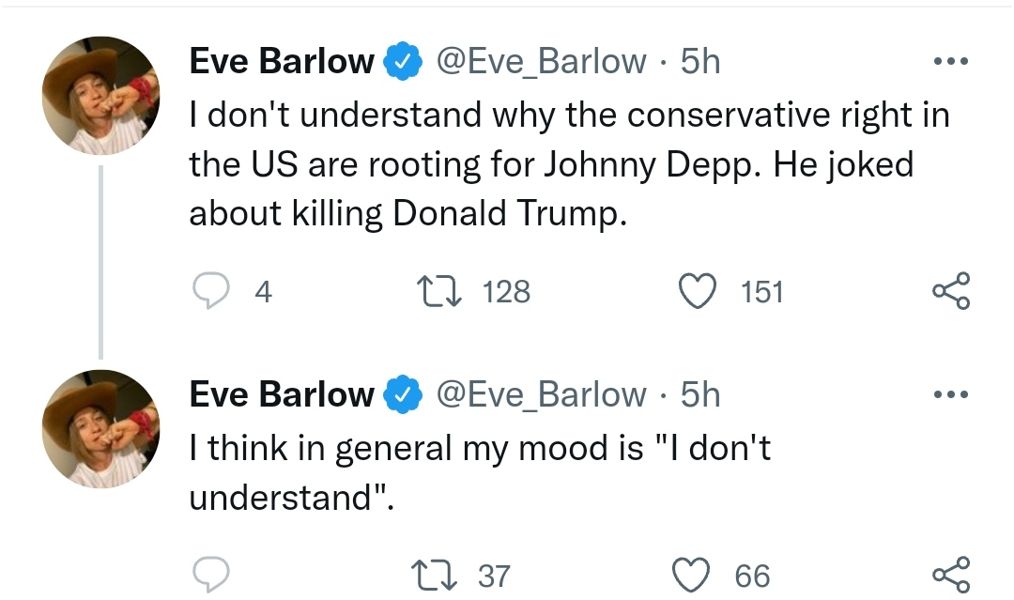 Eve Barlow @Eve_Barlow · 5h
I don't understand why the conservative right in
the US are rooting for Johnny Depp. He joked
about killing Donald Trump.
4 128 151
Eve Barlow @Eve_Barlow · 5h
I think in general my mood is "I don't
understand".
37 66